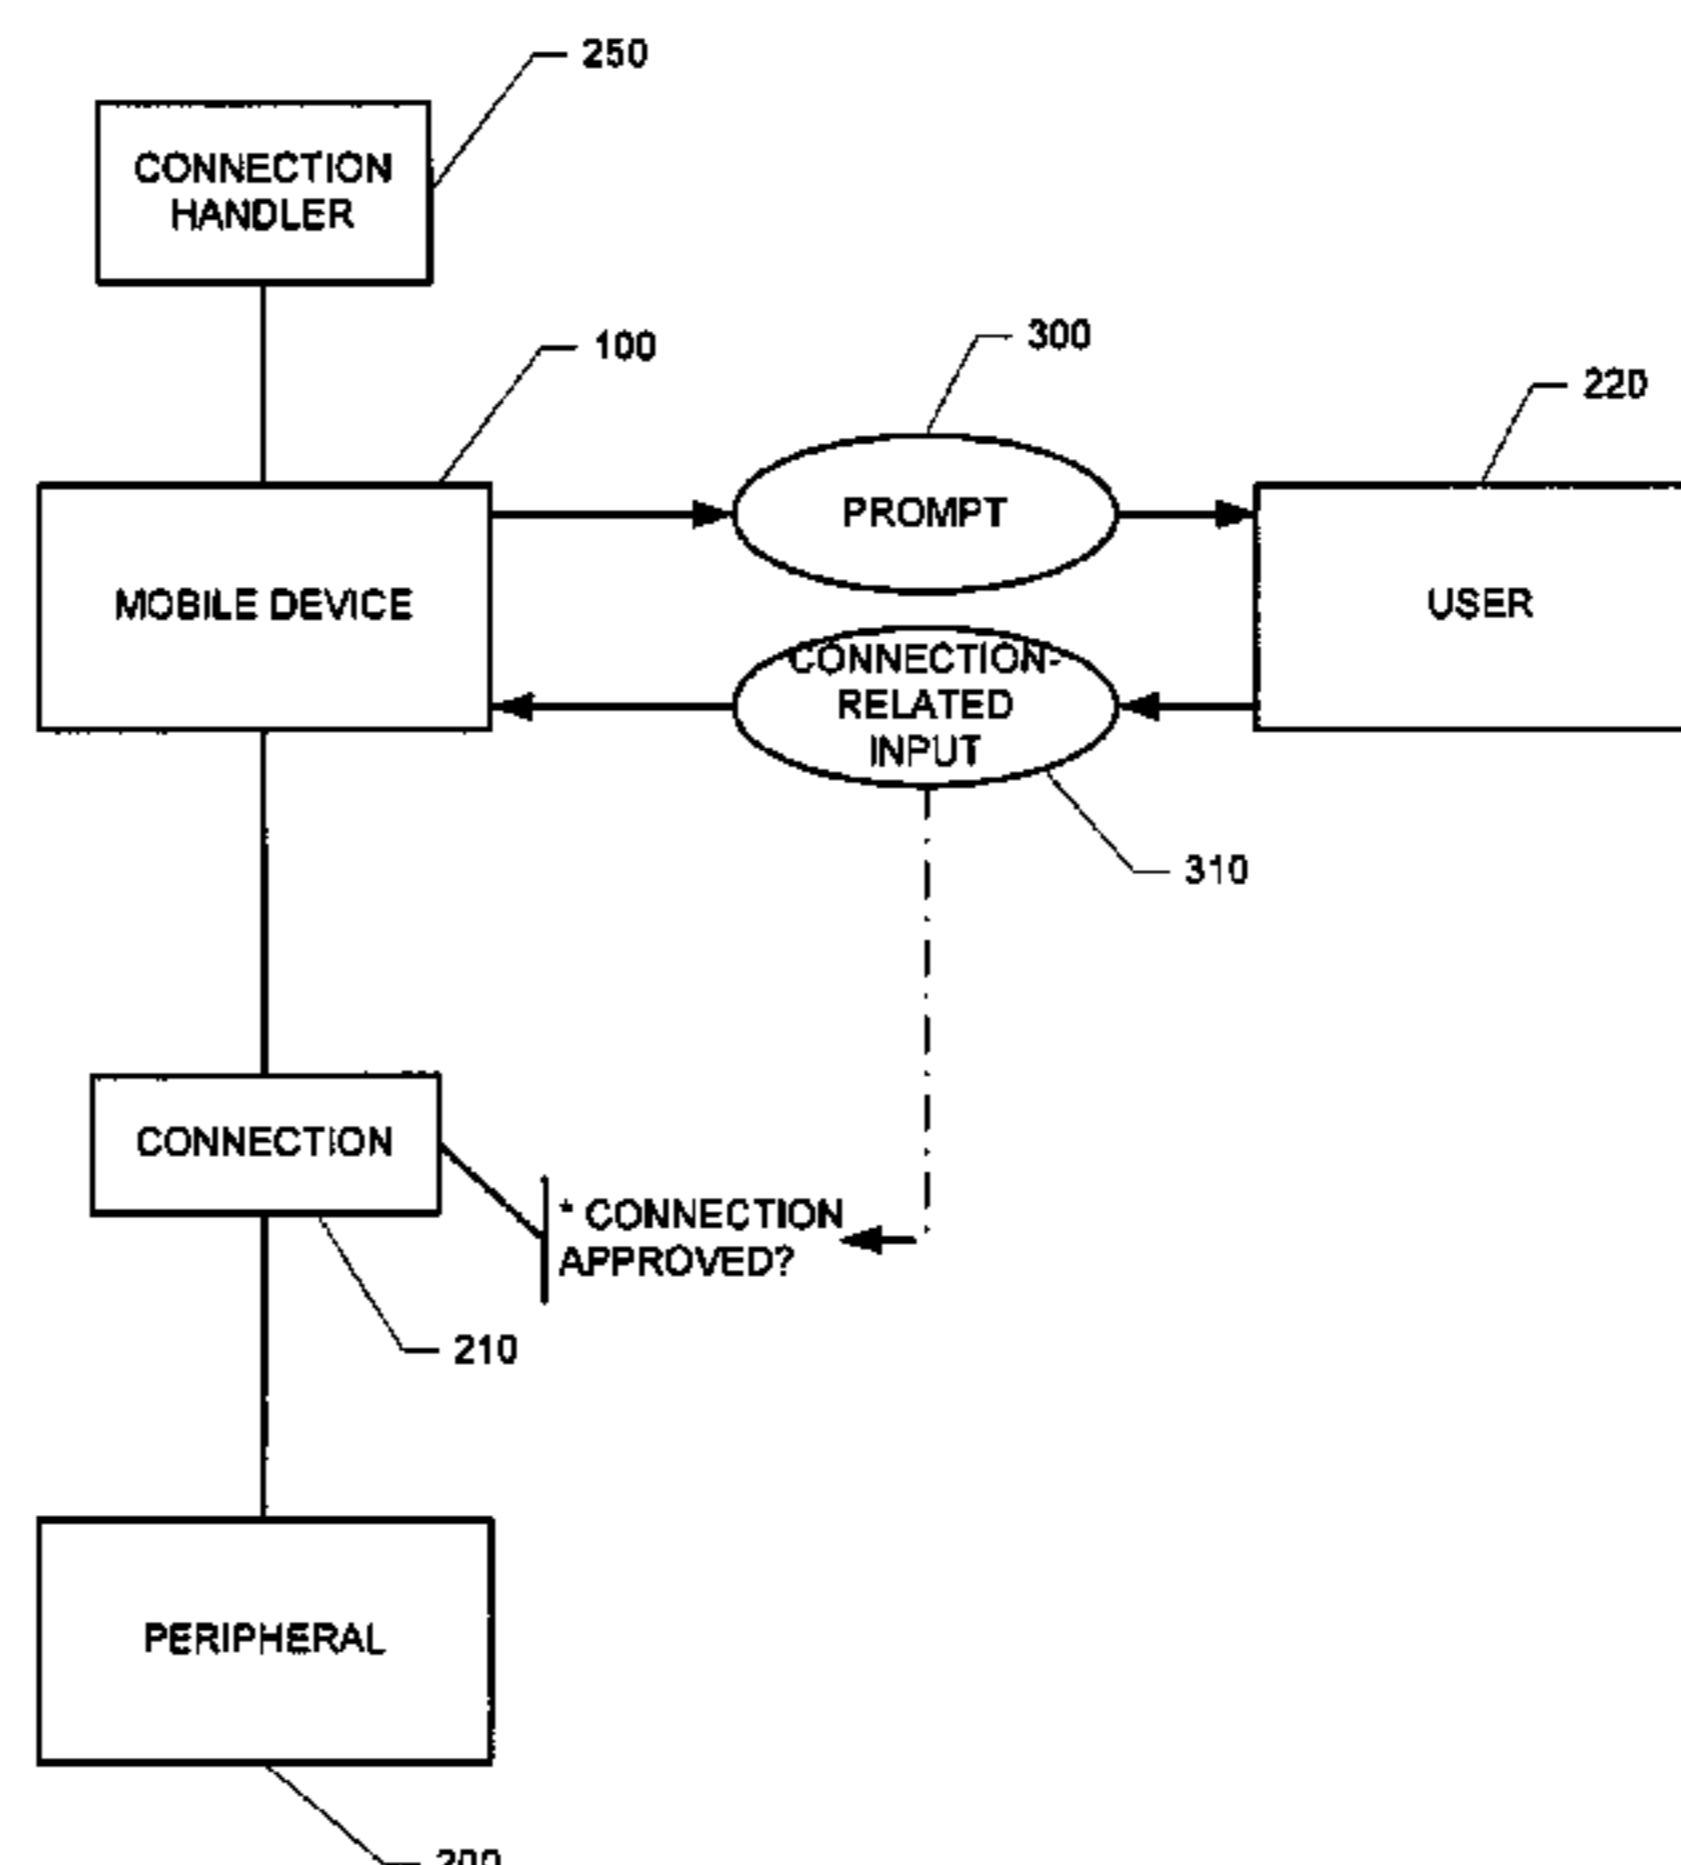 250
CONNECTION
HANDLER
100
300
220
PROMPT
MOBILE DEVICE
USER
CONNECTION-
RELATED
INPUT
310
CONNECTION
* CONNECTION
APPROVED?
210
PERIPHERAL
200